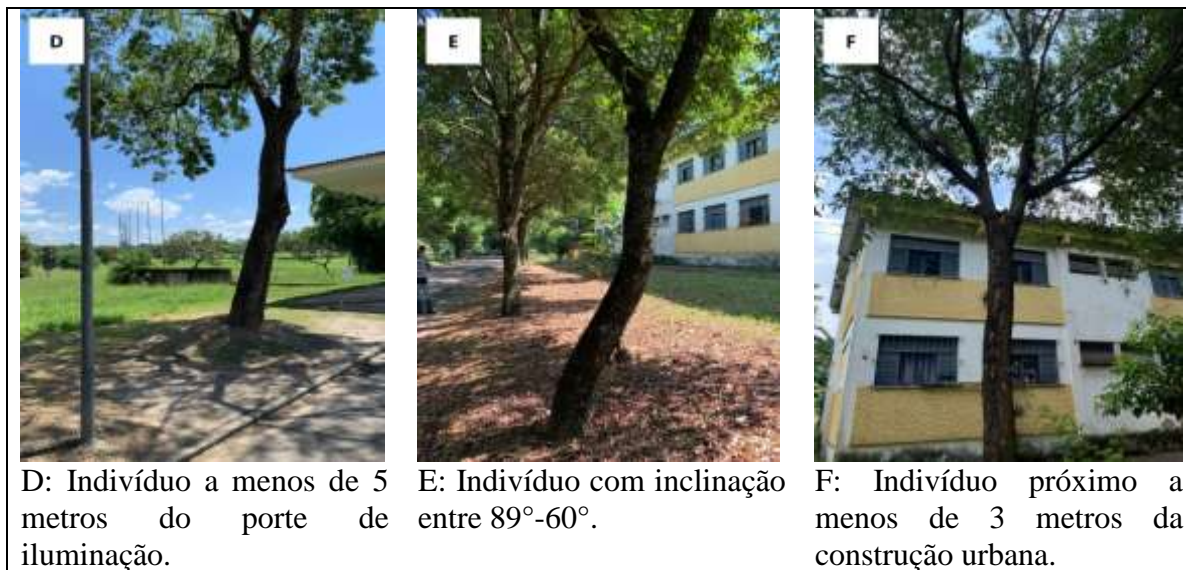 D
E
F
D: Indivíduo a menos de 5
metros do porte de
iluminação.
E: Indivíduo com inclinação
entre 89°-60°.
F: Indivíduo próximo a
menos de 3 metros da
construção urbana.